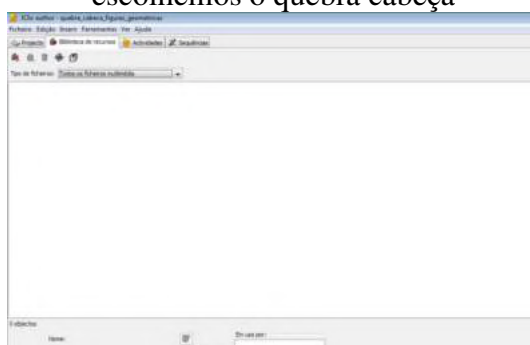 escolhemos o quebra cabeça
JClic author - quebra_cabeca_figuras_geometricas
Ficheiro Edição Inserir Ferramentas Ver Ajuda
Projecto Biblioteca de recursos Actividades Sequências
Tipo de ficheiros: Todos os ficheiros multimédia
0 objectos
Nome:
Em uso por: